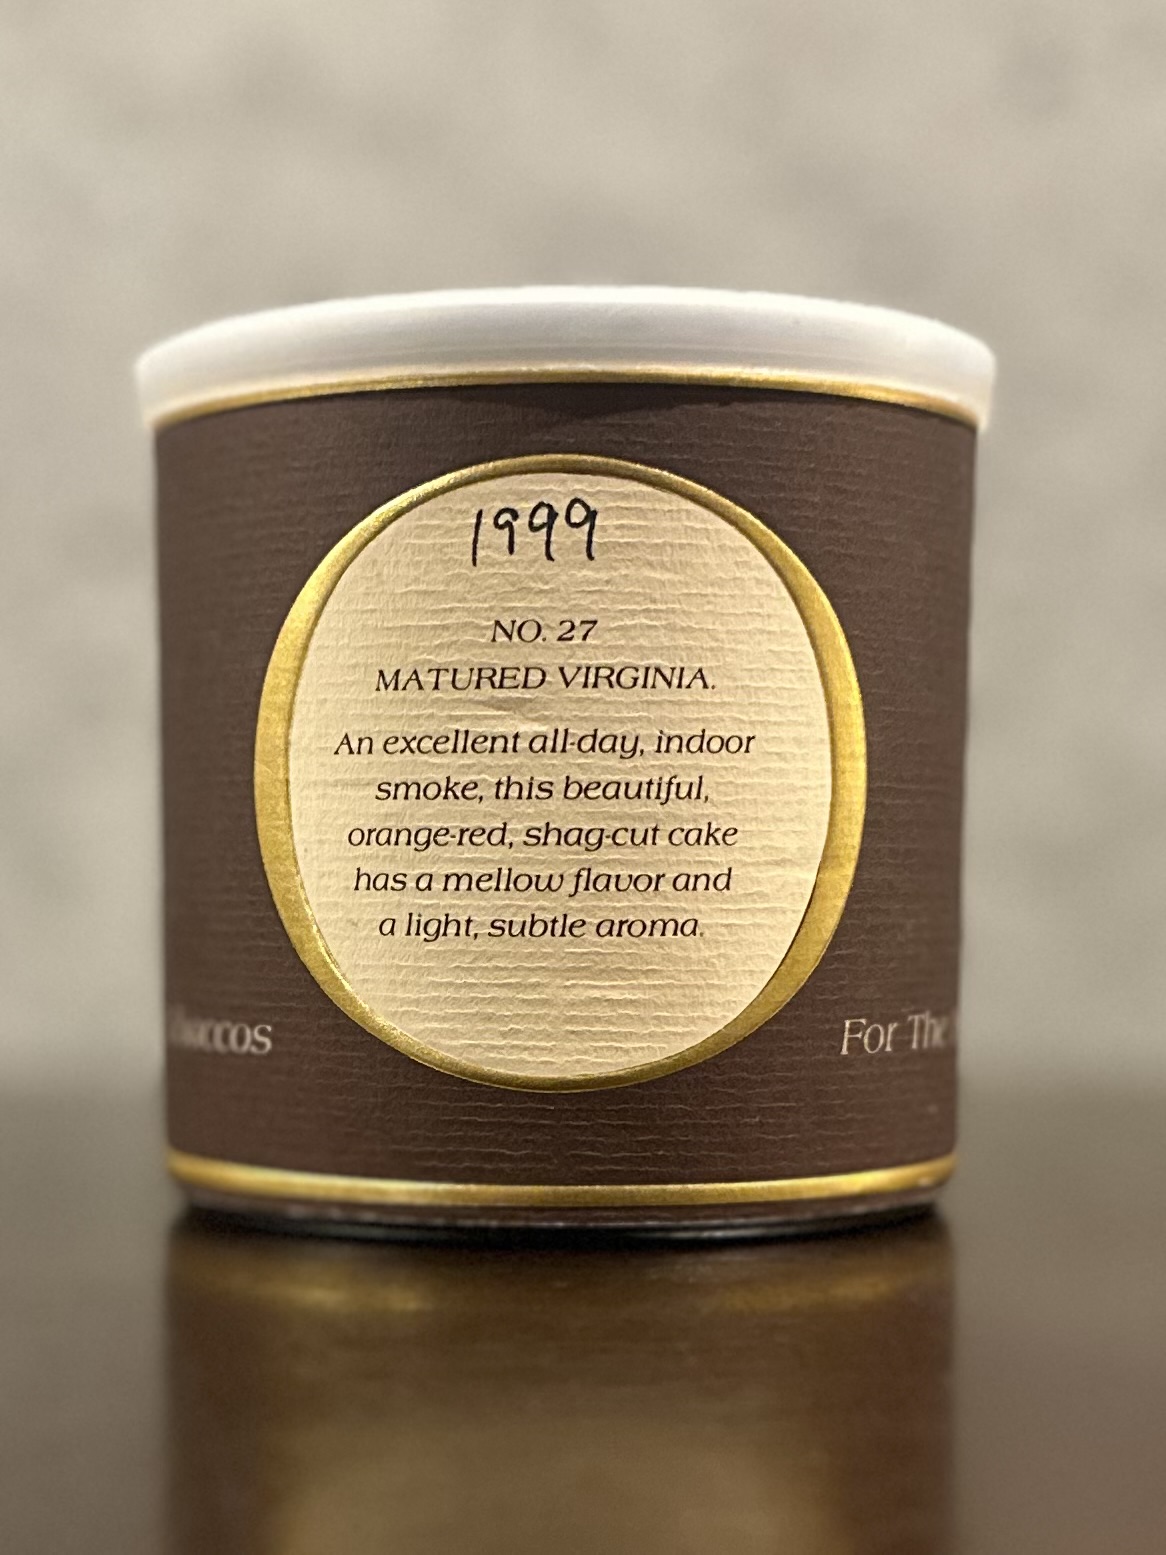 1999
NO. 27
MATURED VIRGINIA.
An excellent all-day, indoor
smoke, this beautiful,
orange-red, shag-cut cake
has a mellow flavor and
a light, subtle aroma.
For The